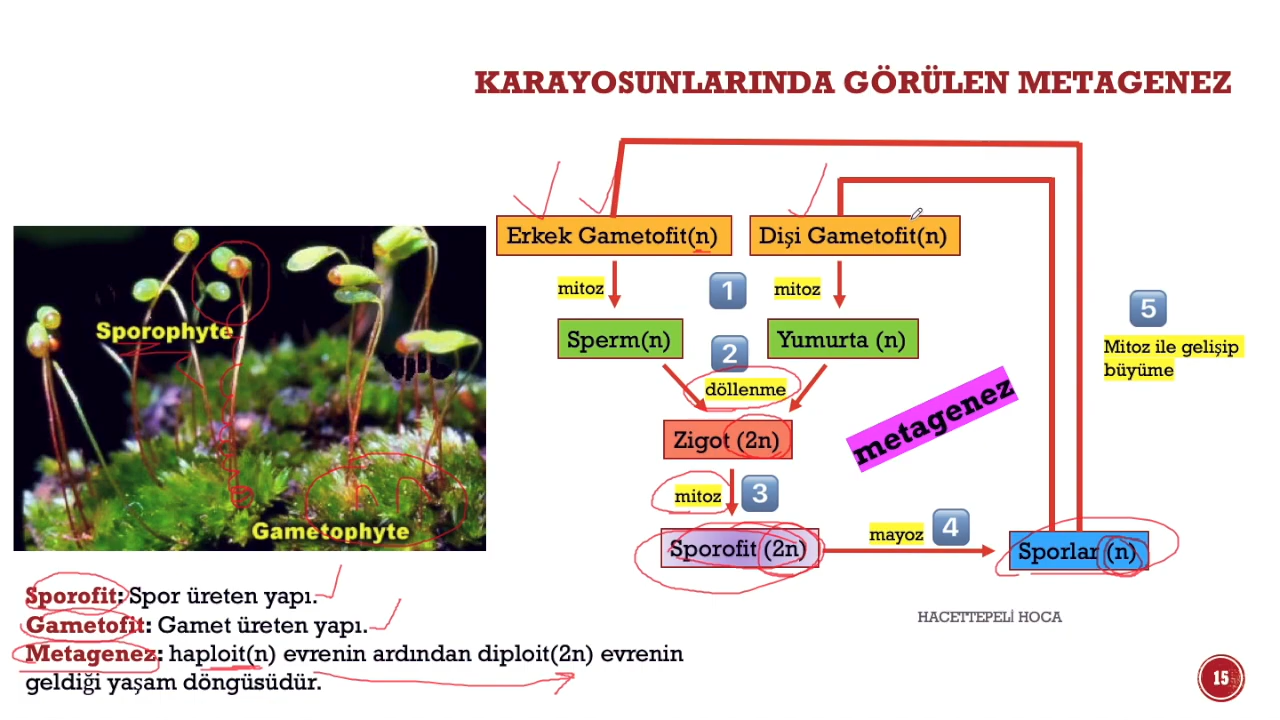 KARAYOSUNLARINDA GÖRÜLEN METAGENEZ
Erkek Gametofit(n)
Dişi Gametofit(n)
mitoz
1
mitoz
5
Sperm(n)
2
Yumurta (n)
Mitoz ile gelişip
büyüme
döllenme
metagenez
Zigot (2n)
mitoz
3
Sporofit (2n)
mayoz
4
Sporlar (n)
Sporophyte
Gametophyte
n n
2n
Sporofit: Spor üreten yapı.
Gametofit: Gamet üreten yapı.
Metagenez: haploit(n) evrenin ardından diploit(2n) evrenin
geldiği yaşam döngüsüdür.
HACETTEPELİ HOCA
15